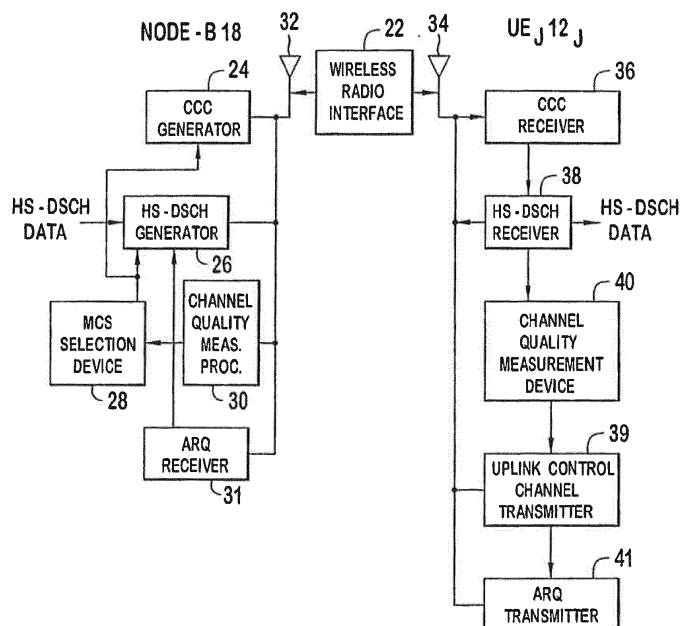 NODE-B 18
32
22
34
UE J 12 J
24
CCC
GENERATOR
WIRELESS
RADIO
INTERFACE
36
CCC
RECEIVER
HS-DSCH
DATA
HS-DSCH
GENERATOR
26
38
HS-DSCH
RECEIVER
HS-DSCH
DATA
MCS
SELECTION
DEVICE
28
CHANNEL
QUALITY
MEAS.
PROC.
30
40
CHANNEL
QUALITY
MEASUREMENT
DEVICE
ARQ
RECEIVER
31
39
UPLINK CONTROL
CHANNEL
TRANSMITTER
41
ARQ
TRANSMITTER